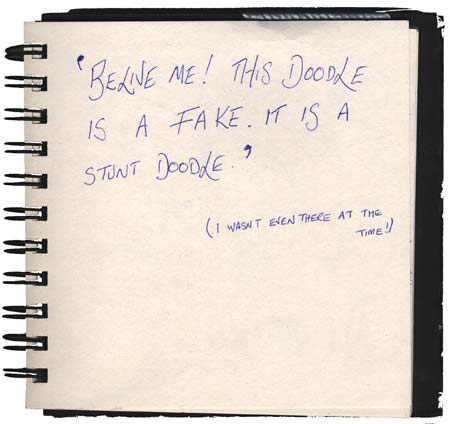 'BELIVE ME! THIS DOODLE
IS A FAKE. IT IS A
STUNT DOODLE.'
(I WASN'T EVEN THERE AT THE
TIME!)